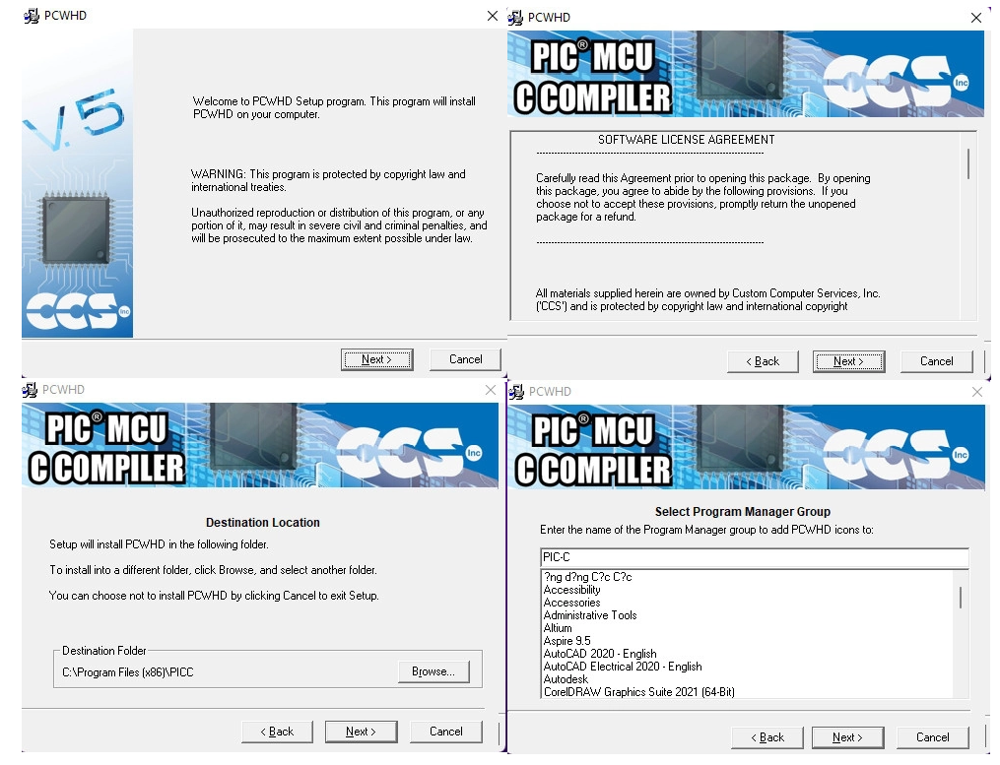 PCWHD
V.5
CCS Inc
Welcome to PCWHD Setup program. This program will install
PCWHD on your computer.
WARNING: This program is protected by copyright law and
international treaties.
Unauthorized reproduction or distribution of this program, or any
portion of it, may result in severe civil and criminal penalties, and
will be prosecuted to the maximum extent possible under law.
Next >
Cancel
PCWHD
PIC® MCU
C COMPILER
CCS Inc
SOFTWARE LICENSE AGREEMENT
-----------------------------------------------------------------------------
Carefully read this Agreement prior to opening this package. By opening
this package, you agree to abide by the following provisions. If you
choose not to accept these provisions, promptly return the unopened
package for a refund.
-----------------------------------------------------------------------------
All materials supplied herein are owned by Custom Computer Services, Inc.
('CCS') and is protected by copyright law and international copyright
< Back
Next >
Cancel
PCWHD
PIC® MCU
C COMPILER
CCS Inc
Destination Location
Setup will install PCWHD in the following folder.
To install into a different folder, click Browse, and select another folder.
You can choose not to install PCWHD by clicking Cancel to exit Setup.
Destination Folder
C:\Program Files (x86)\PICC
Browse...
< Back
Next >
Cancel
PCWHD
PIC® MCU
C COMPILER
CCS Inc
Select Program Manager Group
Enter the name of the Program Manager group to add PCWHD icons to:
PIC-C
?ng d?ng C?c C?c
Accessibility
Accessories
Administrative Tools
Altium
Aspire 9.5
AutoCAD 2020 - English
AutoCAD Electrical 2020 - English
Autodesk
CorelDRAW Graphics Suite 2021 (64-Bit)
< Back
Next >
Cancel